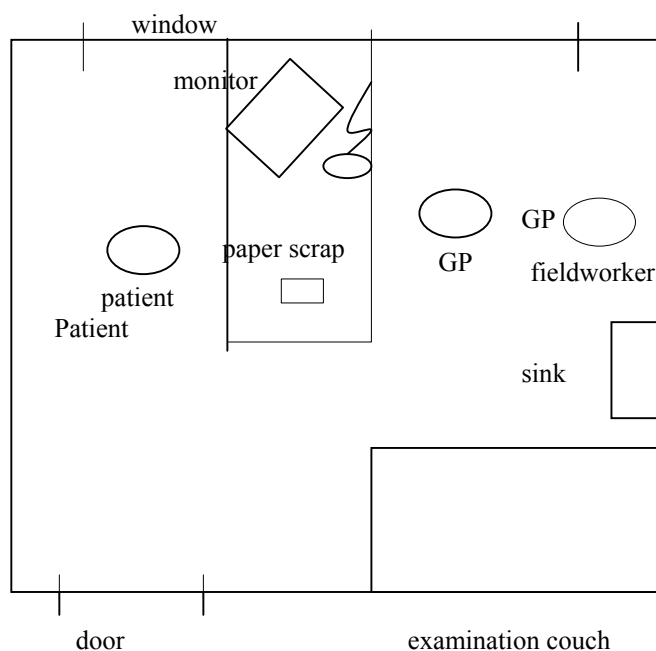 window
monitor
paper scrap
GP
GP
fieldworker
patient
Patient
sink
door
examination couch